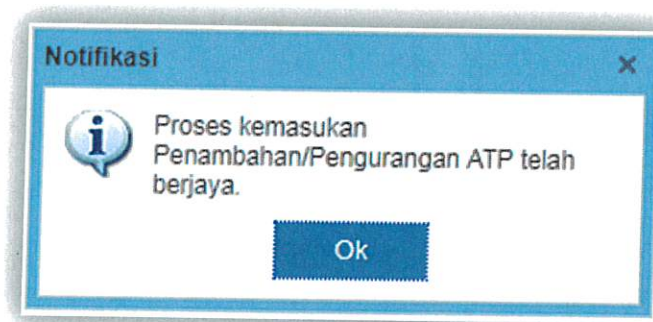 Notifikasi
Proses kemasukan
Penambahan/Pengurangan ATP telah
berjaya.
Ok